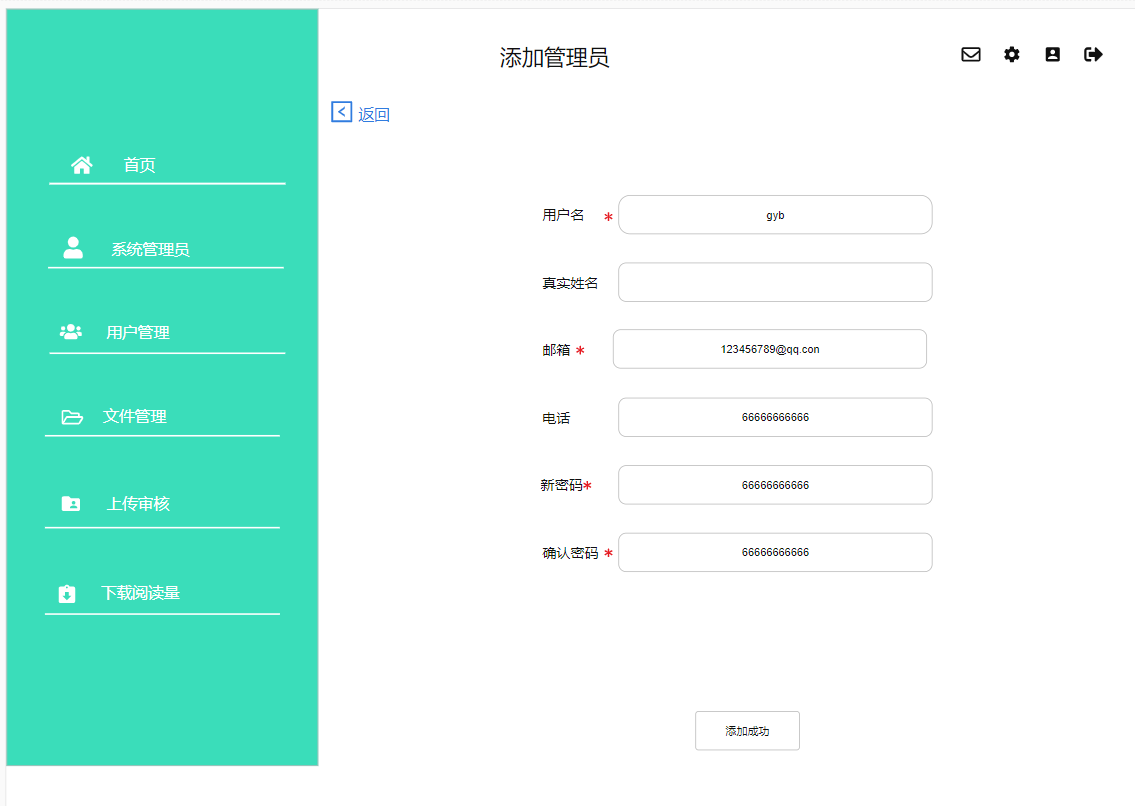 添加管理员
返回
首页
系统管理员
用户管理
文件管理
上传审核
下载阅读量
用户名 * gyb
真实姓名
邮箱 * 123456789@qq.con
电话 66666666666
新密码* 66666666666
确认密码 * 66666666666
添加成功